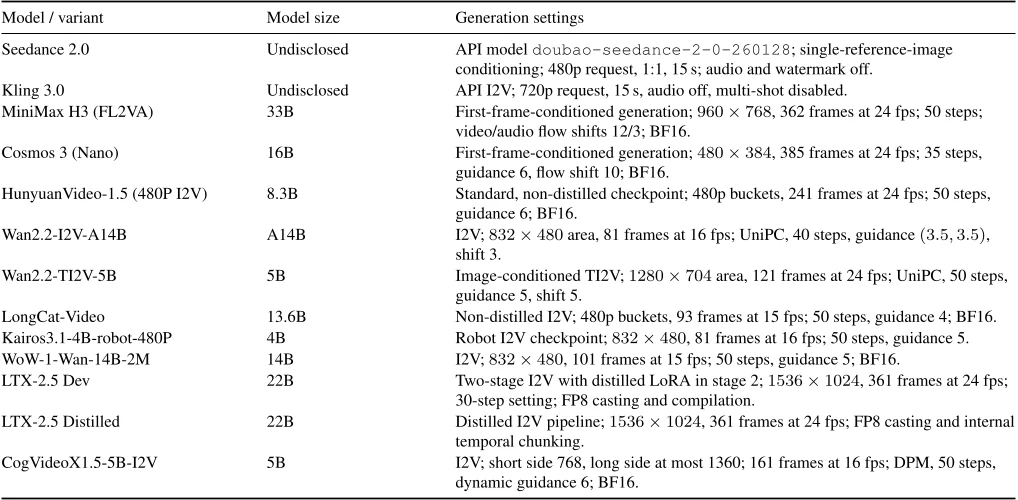 Model / variant Model size Generation settings
Seedance 2.0 Undisclosed API model doubao-seedance-2-0-260128; single-reference-image
conditioning; 480p request, 1:1, 15 s; audio and watermark off.
Kling 3.0 Undisclosed API I2V; 720p request, 15 s, audio off, multi-shot disabled.
MiniMax H3 (FL2VA) 33B First-frame-conditioned generation; 960 × 768, 362 frames at 24 fps; 50 steps;
video/audio flow shifts 12/3; BF16.
Cosmos 3 (Nano) 16B First-frame-conditioned generation; 480 × 384, 385 frames at 24 fps; 35 steps,
guidance 6, flow shift 10; BF16.
HunyuanVideo-1.5 (480P I2V) 8.3B Standard, non-distilled checkpoint; 480p buckets, 241 frames at 24 fps; 50 steps,
guidance 6; BF16.
Wan2.2-I2V-A14B A14B I2V; 832 × 480 area, 81 frames at 16 fps; UniPC, 40 steps, guidance (3.5, 3.5),
shift 3.
Wan2.2-TI2V-5B 5B Image-conditioned TI2V; 1280 × 704 area, 121 frames at 24 fps; UniPC, 50 steps,
guidance 5, shift 5.
LongCat-Video 13.6B Non-distilled I2V; 480p buckets, 93 frames at 15 fps; 50 steps, guidance 4; BF16.
Kairos3.1-4B-robot-480P 4B Robot I2V checkpoint; 832 × 480, 81 frames at 16 fps; 50 steps, guidance 5.
WoW-1-Wan-14B-2M 14B I2V; 832 × 480, 101 frames at 15 fps; 50 steps, guidance 5; BF16.
LTX-2.5 Dev 22B Two-stage I2V with distilled LoRA in stage 2; 1536 × 1024, 361 frames at 24 fps;
30-step setting; FP8 casting and compilation.
LTX-2.5 Distilled 22B Distilled I2V pipeline; 1536 × 1024, 361 frames at 24 fps; FP8 casting and internal
temporal chunking.
CogVideoX1.5-5B-I2V 5B I2V; short side 768, long side at most 1360; 161 frames at 16 fps; DPM, 50 steps,
dynamic guidance 6; BF16.